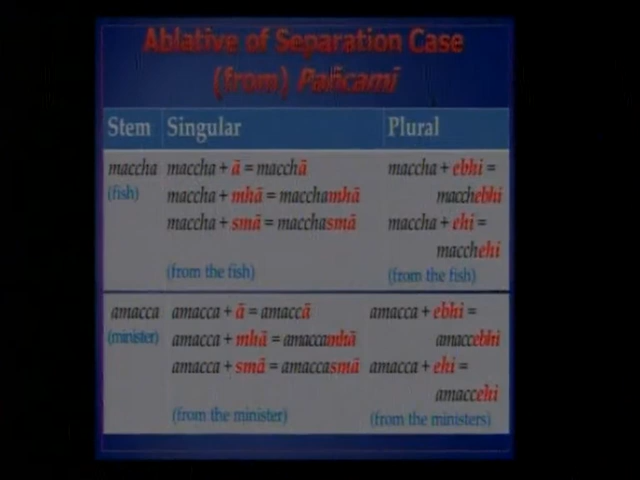 Ablative of Separation Case
(from) Pañcamī
Stem Singular Plural
maccha
(fish)
maccha + ā = macchā
maccha + mhā = macchamhā
maccha + smā = macchasmā
(from the fish)
maccha + ebhi =
macchebhi
maccha + ehi =
macchehi
(from the fish)
amacca
(minister)
amacca + ā = amaccā
amacca + mhā = amaccamhā
amacca + smā = amaccasmā
(from the minister)
amacca + ebhi =
amaccebhi
amacca + ehi =
amaccehi
(from the ministers)